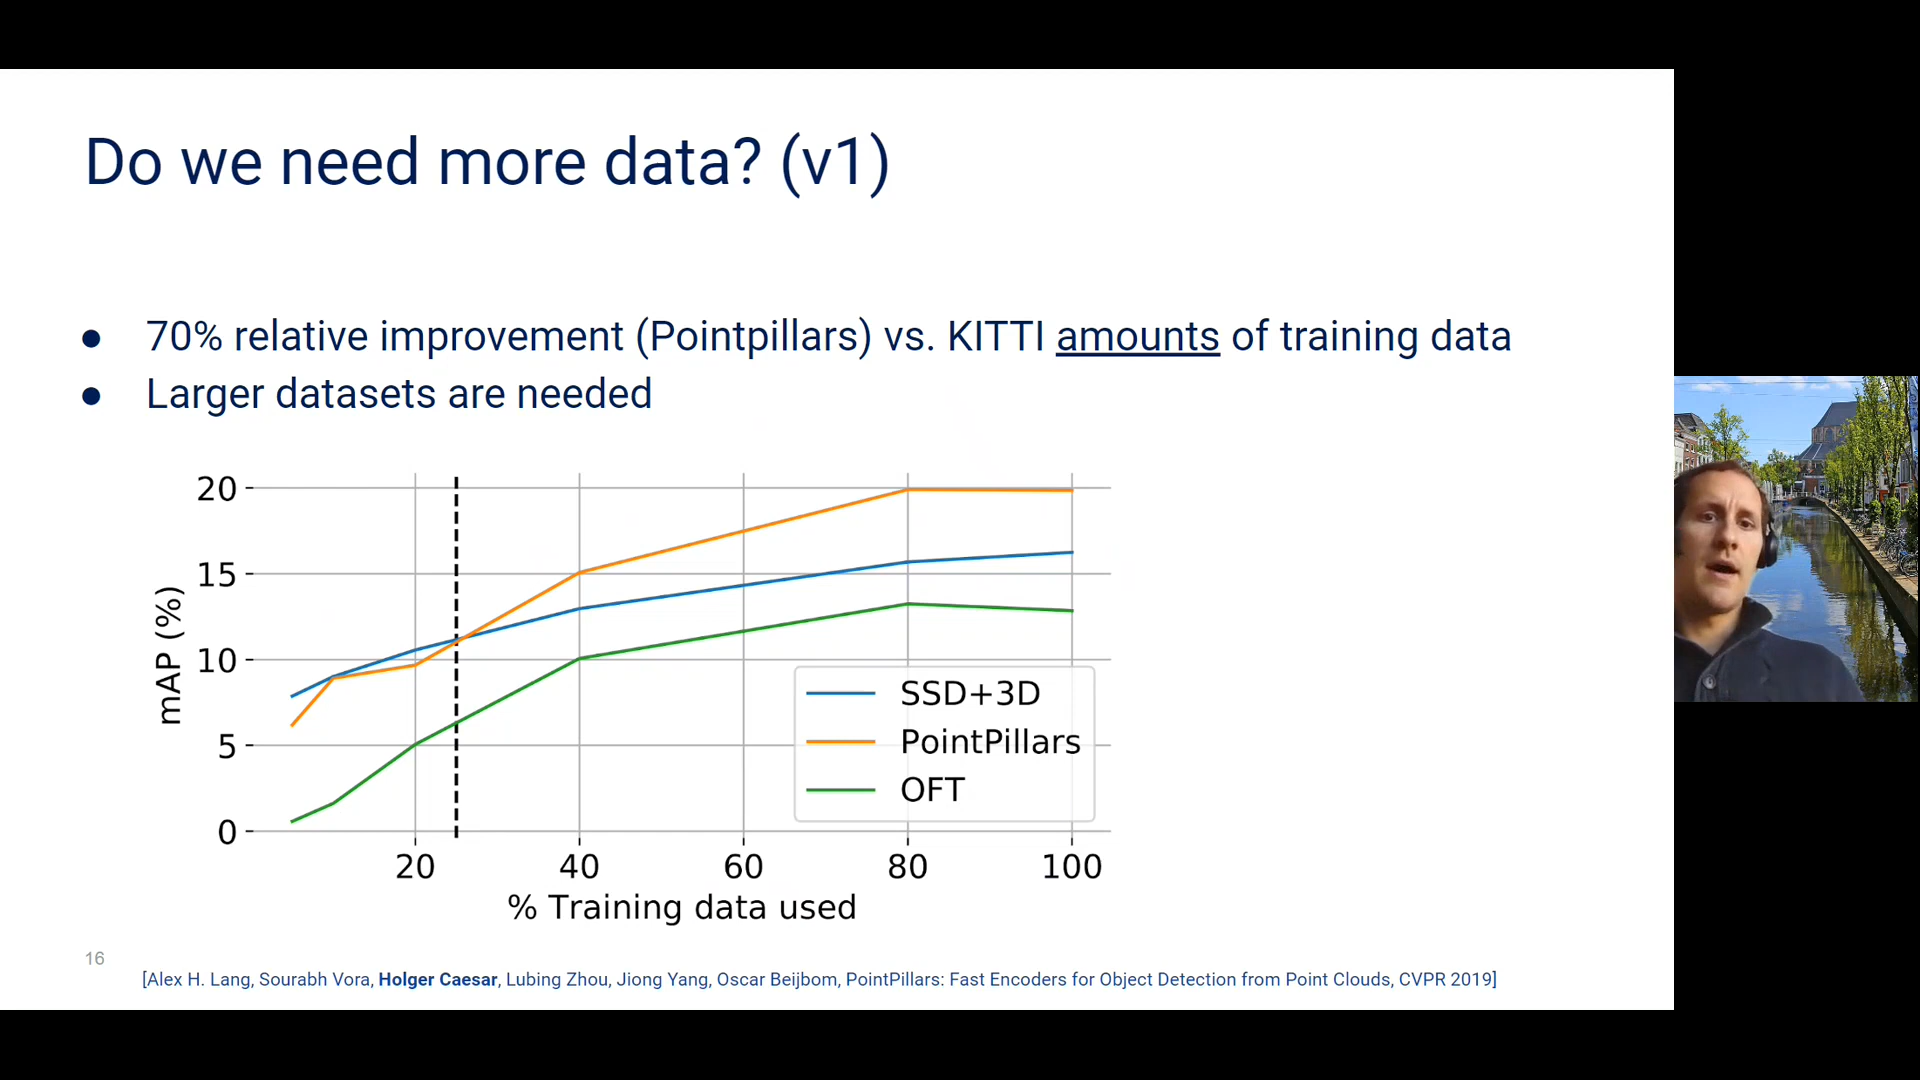 Do we need more data? (v1)
● 70% relative improvement (Pointpillars) vs. KITTI amounts of training data
● Larger datasets are needed
20
15
10
5
0
mAP (%)
SSD+3D
PointPillars
OFT
20 40 60 80 100
% Training data used
16
[Alex H. Lang, Sourabh Vora, Holger Caesar, Lubing Zhou, Jiong Yang, Oscar Beijbom, PointPillars: Fast Encoders for Object Detection from Point Clouds, CVPR 2019]